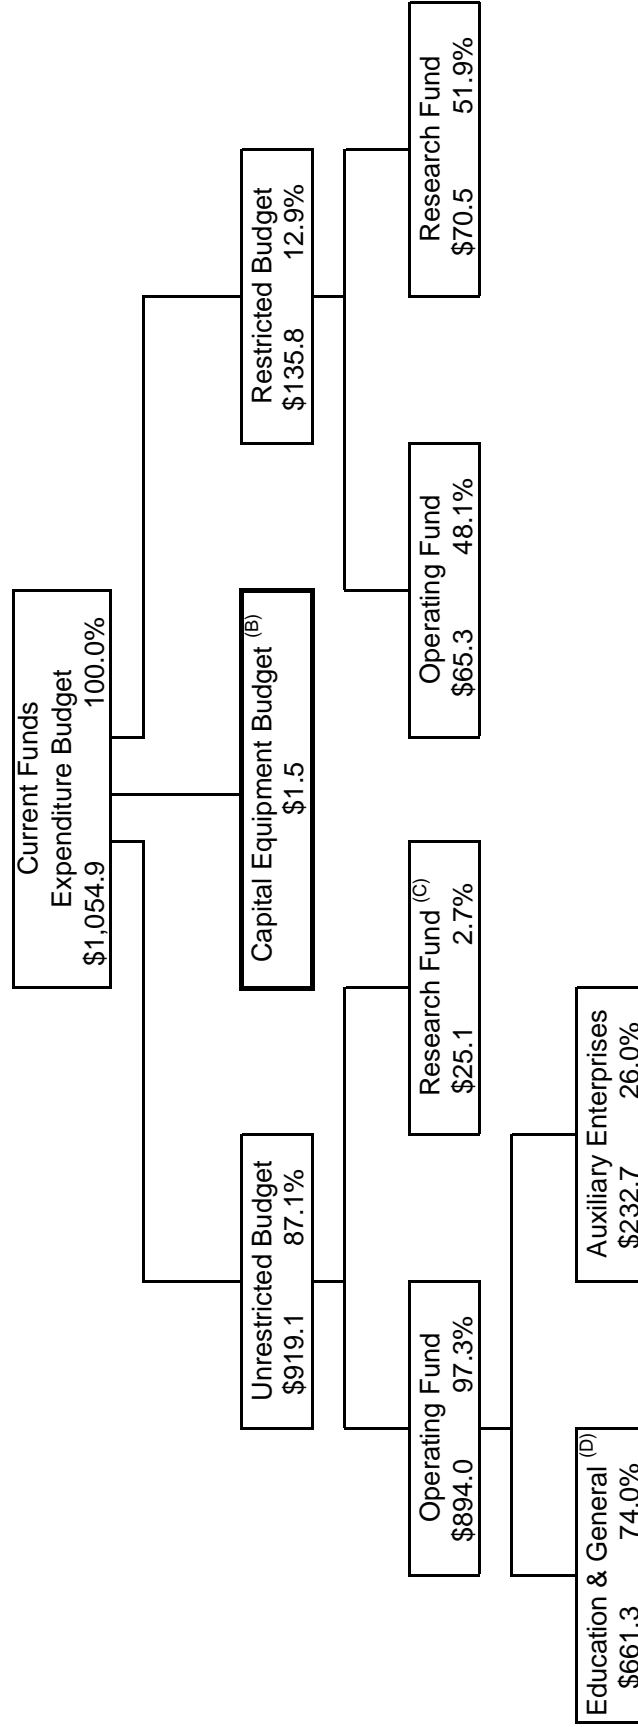 Current Funds
Expenditure Budget
$1,054.9 100.0%
Unrestricted Budget
$919.1 87.1%
Capital Equipment Budget (B)
$1.5
Restricted Budget
$135.8 12.9%
Operating Fund
$894.0 97.3%
Research Fund (C)
$25.1 2.7%
Operating Fund
$65.3 48.1%
Research Fund
$70.5 51.9%
Education & General (D)
$661.3 74.0%
Auxiliary Enterprises
$232.7 26.0%